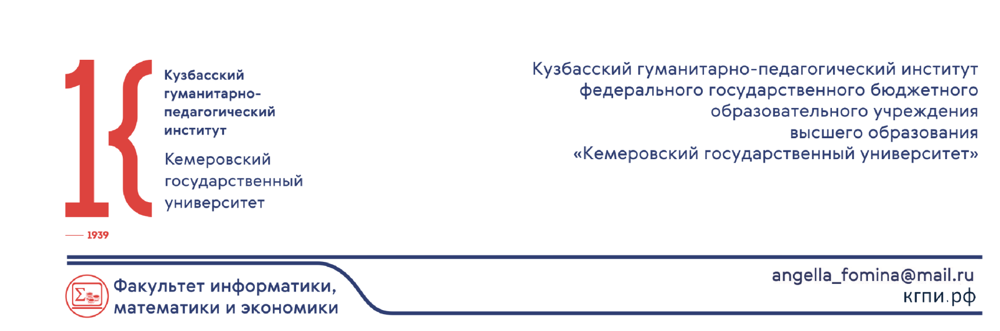 Кузбасский
гуманитарно-
педагогический
институт
Кемеровский
государственный
университет
1939
Кузбасский гуманитарно-педагогический институт
федерального государственного бюджетного
образовательного учреждения
высшего образования
«Кемеровский государственный университет»
Факультет информатики,
математики и экономики
angella_fomina@mail.ru
кгпи.рф